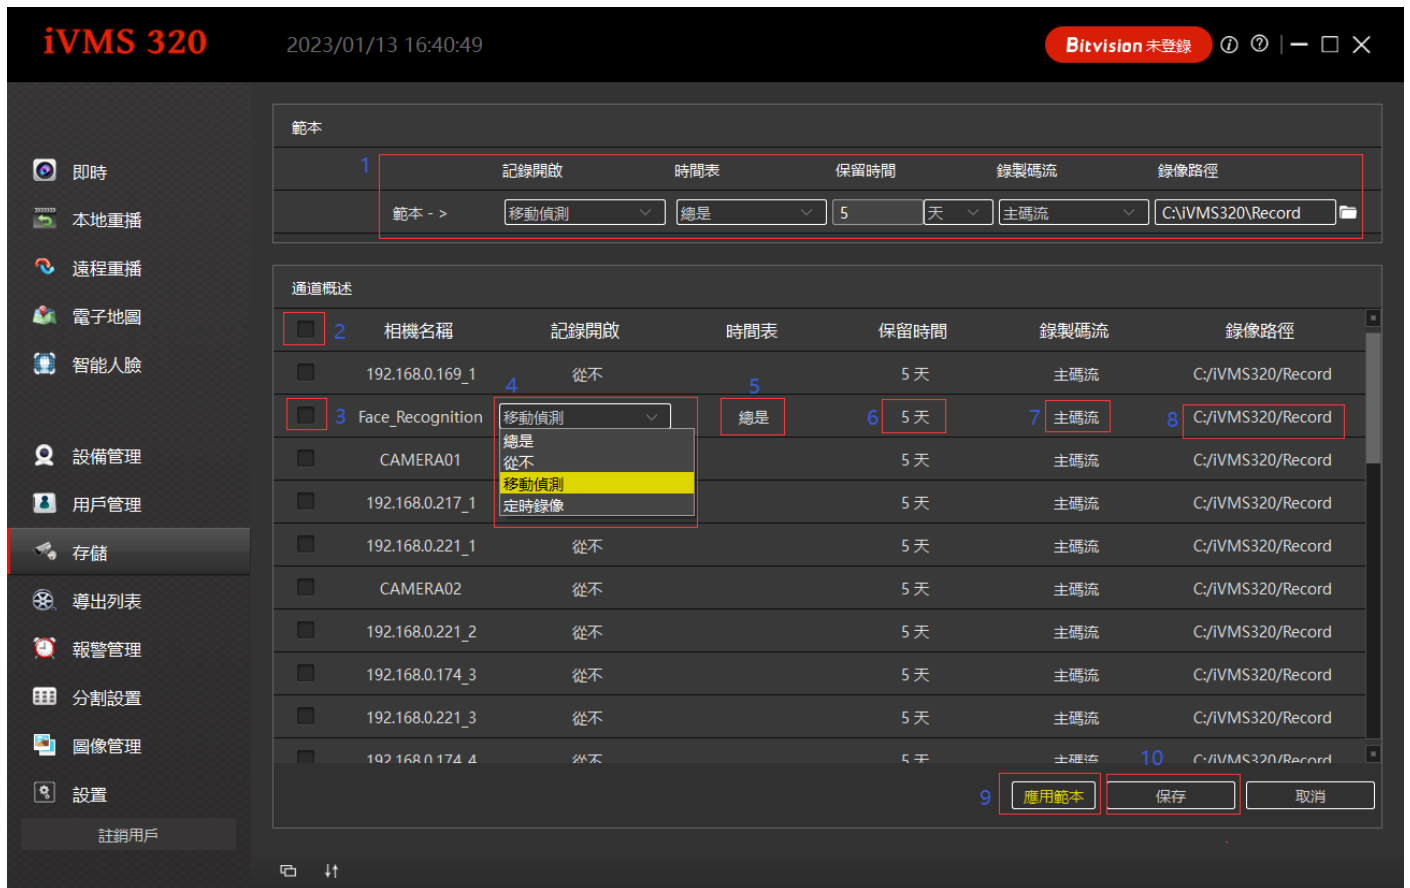 iVMS 320
2023/01/13 16:40:49
Bitvision 未登錄
即時
本地重播
遠程重播
電子地圖
智能人臉
設備管理
用戶管理
存儲
導出列表
報警管理
分割設置
圖像管理
設置
註銷用戶
範本
1 記錄開啟 時間表 保留時間 錄製碼流 錄像路徑
範本 - > 移動偵測 總是 5 天 主碼流 C:\iVMS320\Record
通道概述
2 相機名稱 記錄開啟 時間表 保留時間 錄製碼流 錄像路徑
192.168.0.169_1 從不 5 天 主碼流 C:/iVMS320/Record
4 5
3 Face_Recognition 移動偵測 總是 6 5 天 7 主碼流 8 C:/iVMS320/Record
總是
從不
移動偵測
定時錄像
CAMERA01 5 天 主碼流 C:/iVMS320/Record
192.168.0.217_1 5 天 主碼流 C:/iVMS320/Record
192.168.0.221_1 從不 5 天 主碼流 C:/iVMS320/Record
CAMERA02 從不 5 天 主碼流 C:/iVMS320/Record
192.168.0.221_2 從不 5 天 主碼流 C:/iVMS320/Record
192.168.0.174_3 從不 5 天 主碼流 C:/iVMS320/Record
192.168.0.221_3 從不 5 天 主碼流 C:/iVMS320/Record
192.168.0.174_4 從不 5 天 主碼流 C:/iVMS320/Record
10
9 應用範本 保存 取消